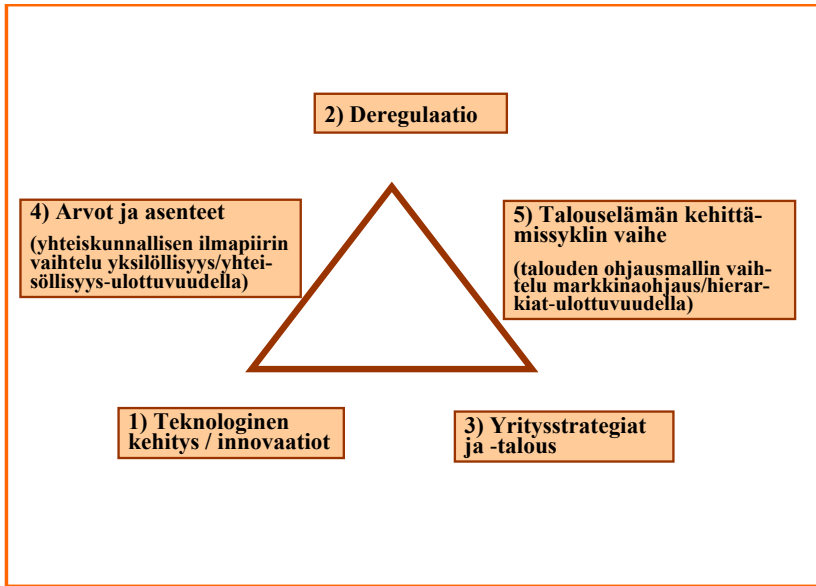 2) Deregulaatio
4) Arvot ja asenteet
(yhteiskunnallisen ilmapiirin
vaihtelu yksilöllisyys/yhtei-
söllisyys-ulottuvuudella)
5) Talouselämän kehittä-
missyklin vaihe
(talouden ohjausmallin vaih-
telu markkinaohjaus/hierar-
kiat-ulottuvuudella)
1) Teknologinen
kehitys / innovaatiot
3) Yritysstrategiat
ja -talous